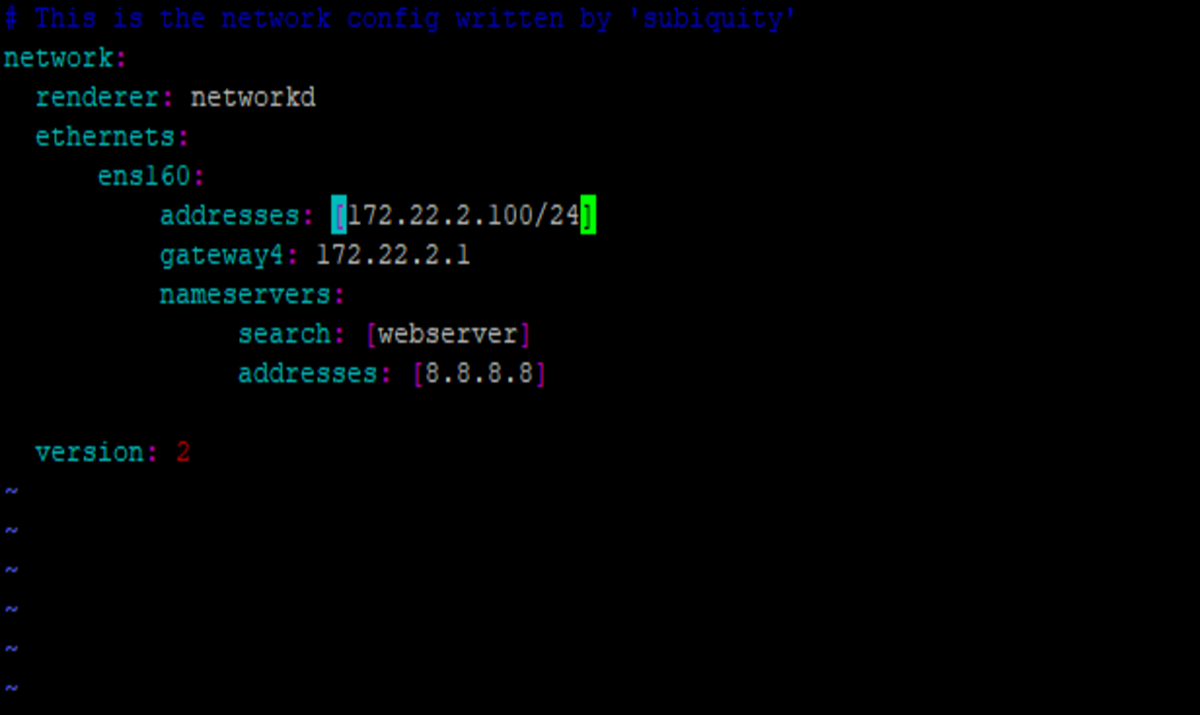 # This is the network config written by 'subiquity'
network:
  renderer: networkd
  ethernets:
      ens160:
          addresses: [172.22.2.100/24]
          gateway4: 172.22.2.1
          nameservers:
               search: [webserver]
               addresses: [8.8.8.8]

  version: 2
~
~
~
~
~
~